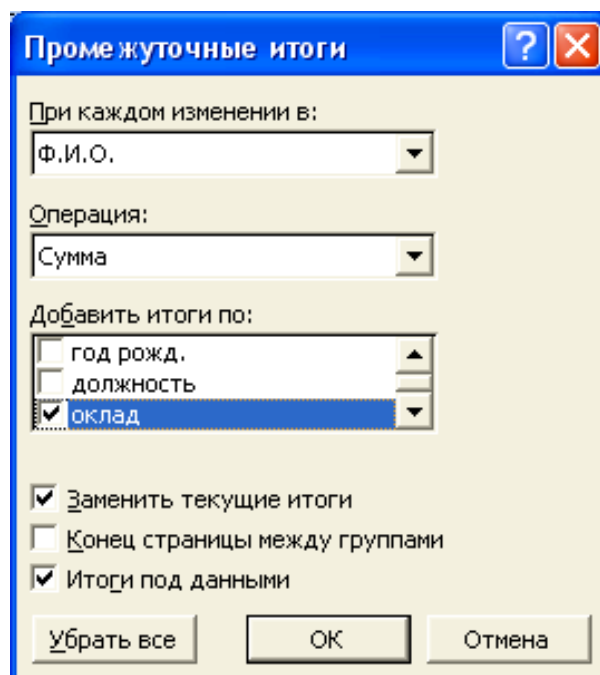 Промежуточные итоги
При каждом изменении в:
Ф.И.О.
Операция:
Сумма
Добавить итоги по:
год рожд.
должность
оклад
Заменить текущие итоги
Конец страницы между группами
Итоги под данными
Убрать все ОК Отмена